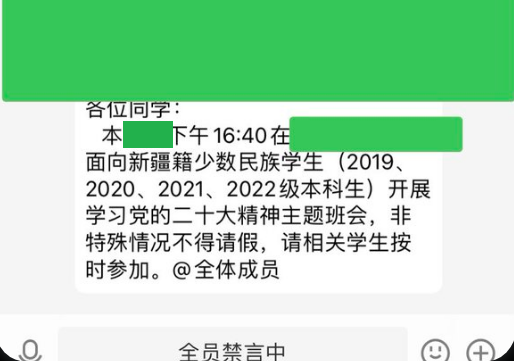 各位同学：
本 下午16:40在
面向新疆籍少数民族学生（2019、
2020、2021、2022级本科生）开展
学习党的二十大精神主题班会，非
特殊情况不得请假，请相关学生按
时参加。@全体成员
全员禁言中